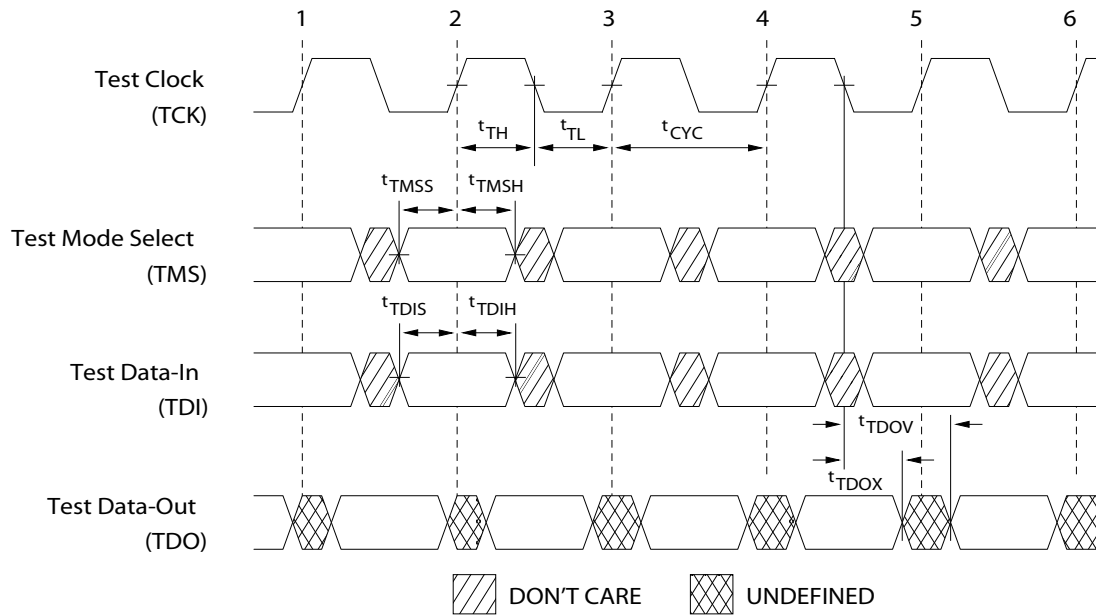 1 2 3 4 5 6
Test Clock
(TCK)
tTH tTL tCYC
tTMSS tTMSH
Test Mode Select
(TMS)
tTDIS tTDIH
Test Data-In
(TDI)
tTDOV
tTDOX
Test Data-Out
(TDO)
DON'T CARE UNDEFINED